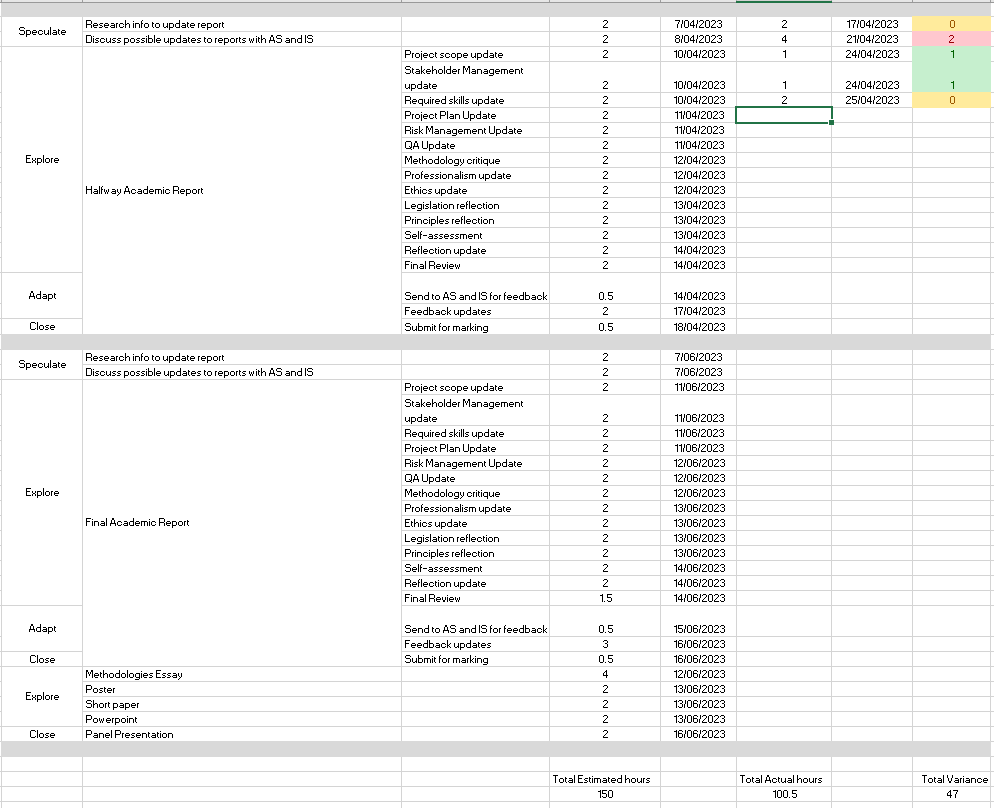 Speculate Research info to update report 2 7/04/2023 2 17/04/2023 0
Discuss possible updates to reports with AS and IS 2 8/04/2023 4 21/04/2023 2
Project scope update 2 10/04/2023 1 24/04/2023 1
Stakeholder Management
update 2 10/04/2023 1 24/04/2023 1
Required skills update 2 10/04/2023 2 25/04/2023 0
Project Plan Update 2 11/04/2023
Risk Management Update 2 11/04/2023
QA Update 2 11/04/2023
Explore Methodology critique 2 12/04/2023
Professionalism update 2 12/04/2023
Halfway Academic Report Ethics update 2 12/04/2023
Legislation reflection 2 13/04/2023
Principles reflection 2 13/04/2023
Self-assessment 2 13/04/2023
Reflection update 2 14/04/2023
Final Review 2 14/04/2023
Adapt Send to AS and IS for feedback 0.5 14/04/2023
Feedback updates 2 17/04/2023
Close Submit for marking 0.5 18/04/2023
Speculate Research info to update report 2 7/06/2023
Discuss possible updates to reports with AS and IS 2 7/06/2023
Project scope update 2 11/06/2023
Stakeholder Management
update 2 11/06/2023
Required skills update 2 11/06/2023
Project Plan Update 2 11/06/2023
Risk Management Update 2 12/06/2023
QA Update 2 12/06/2023
Explore Methodology critique 2 12/06/2023
Professionalism update 2 13/06/2023
Final Academic Report Ethics update 2 13/06/2023
Legislation reflection 2 13/06/2023
Principles reflection 2 13/06/2023
Self-assessment 2 14/06/2023
Reflection update 2 14/06/2023
Final Review 1.5 14/06/2023
Adapt Send to AS and IS for feedback 0.5 15/06/2023
Feedback updates 3 16/06/2023
Close Submit for marking 0.5 16/06/2023
Explore Methodologies Essay 4 12/06/2023
Poster 2 13/06/2023
Short paper 2 13/06/2023
Powerpoint 2 13/06/2023
Close Panel Presentation 2 16/06/2023
Total Estimated hours Total Actual hours Total Variance
150 100.5 47